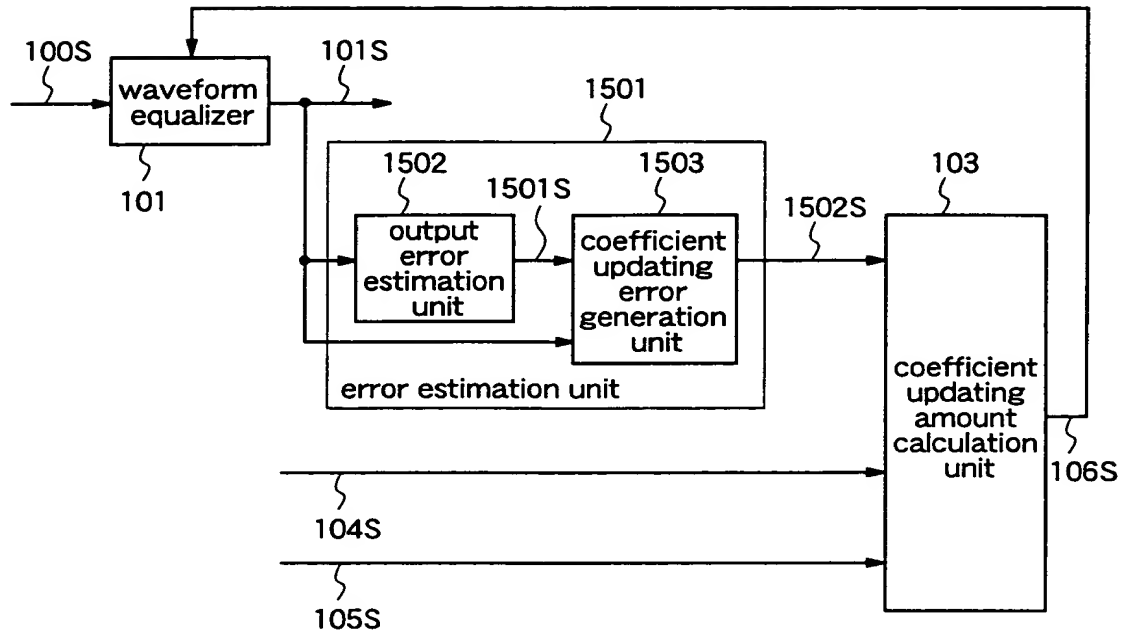 100S
101S
waveform
equalizer
101
1501
1502
1501S
1503
1502S
103
output
error
estimation
unit
coefficient
updating
error
generation
unit
error estimation unit
coefficient
updating
amount
calculation
unit
106S
104S
105S